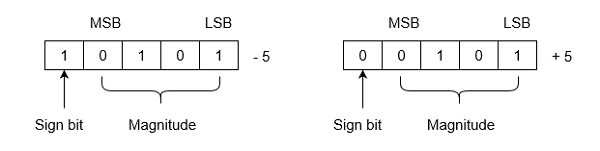 MSB LSB MSB LSB
1 0 1 0 1 - 5 0 0 1 0 1 + 5
Sign bit Magnitude Sign bit Magnitude